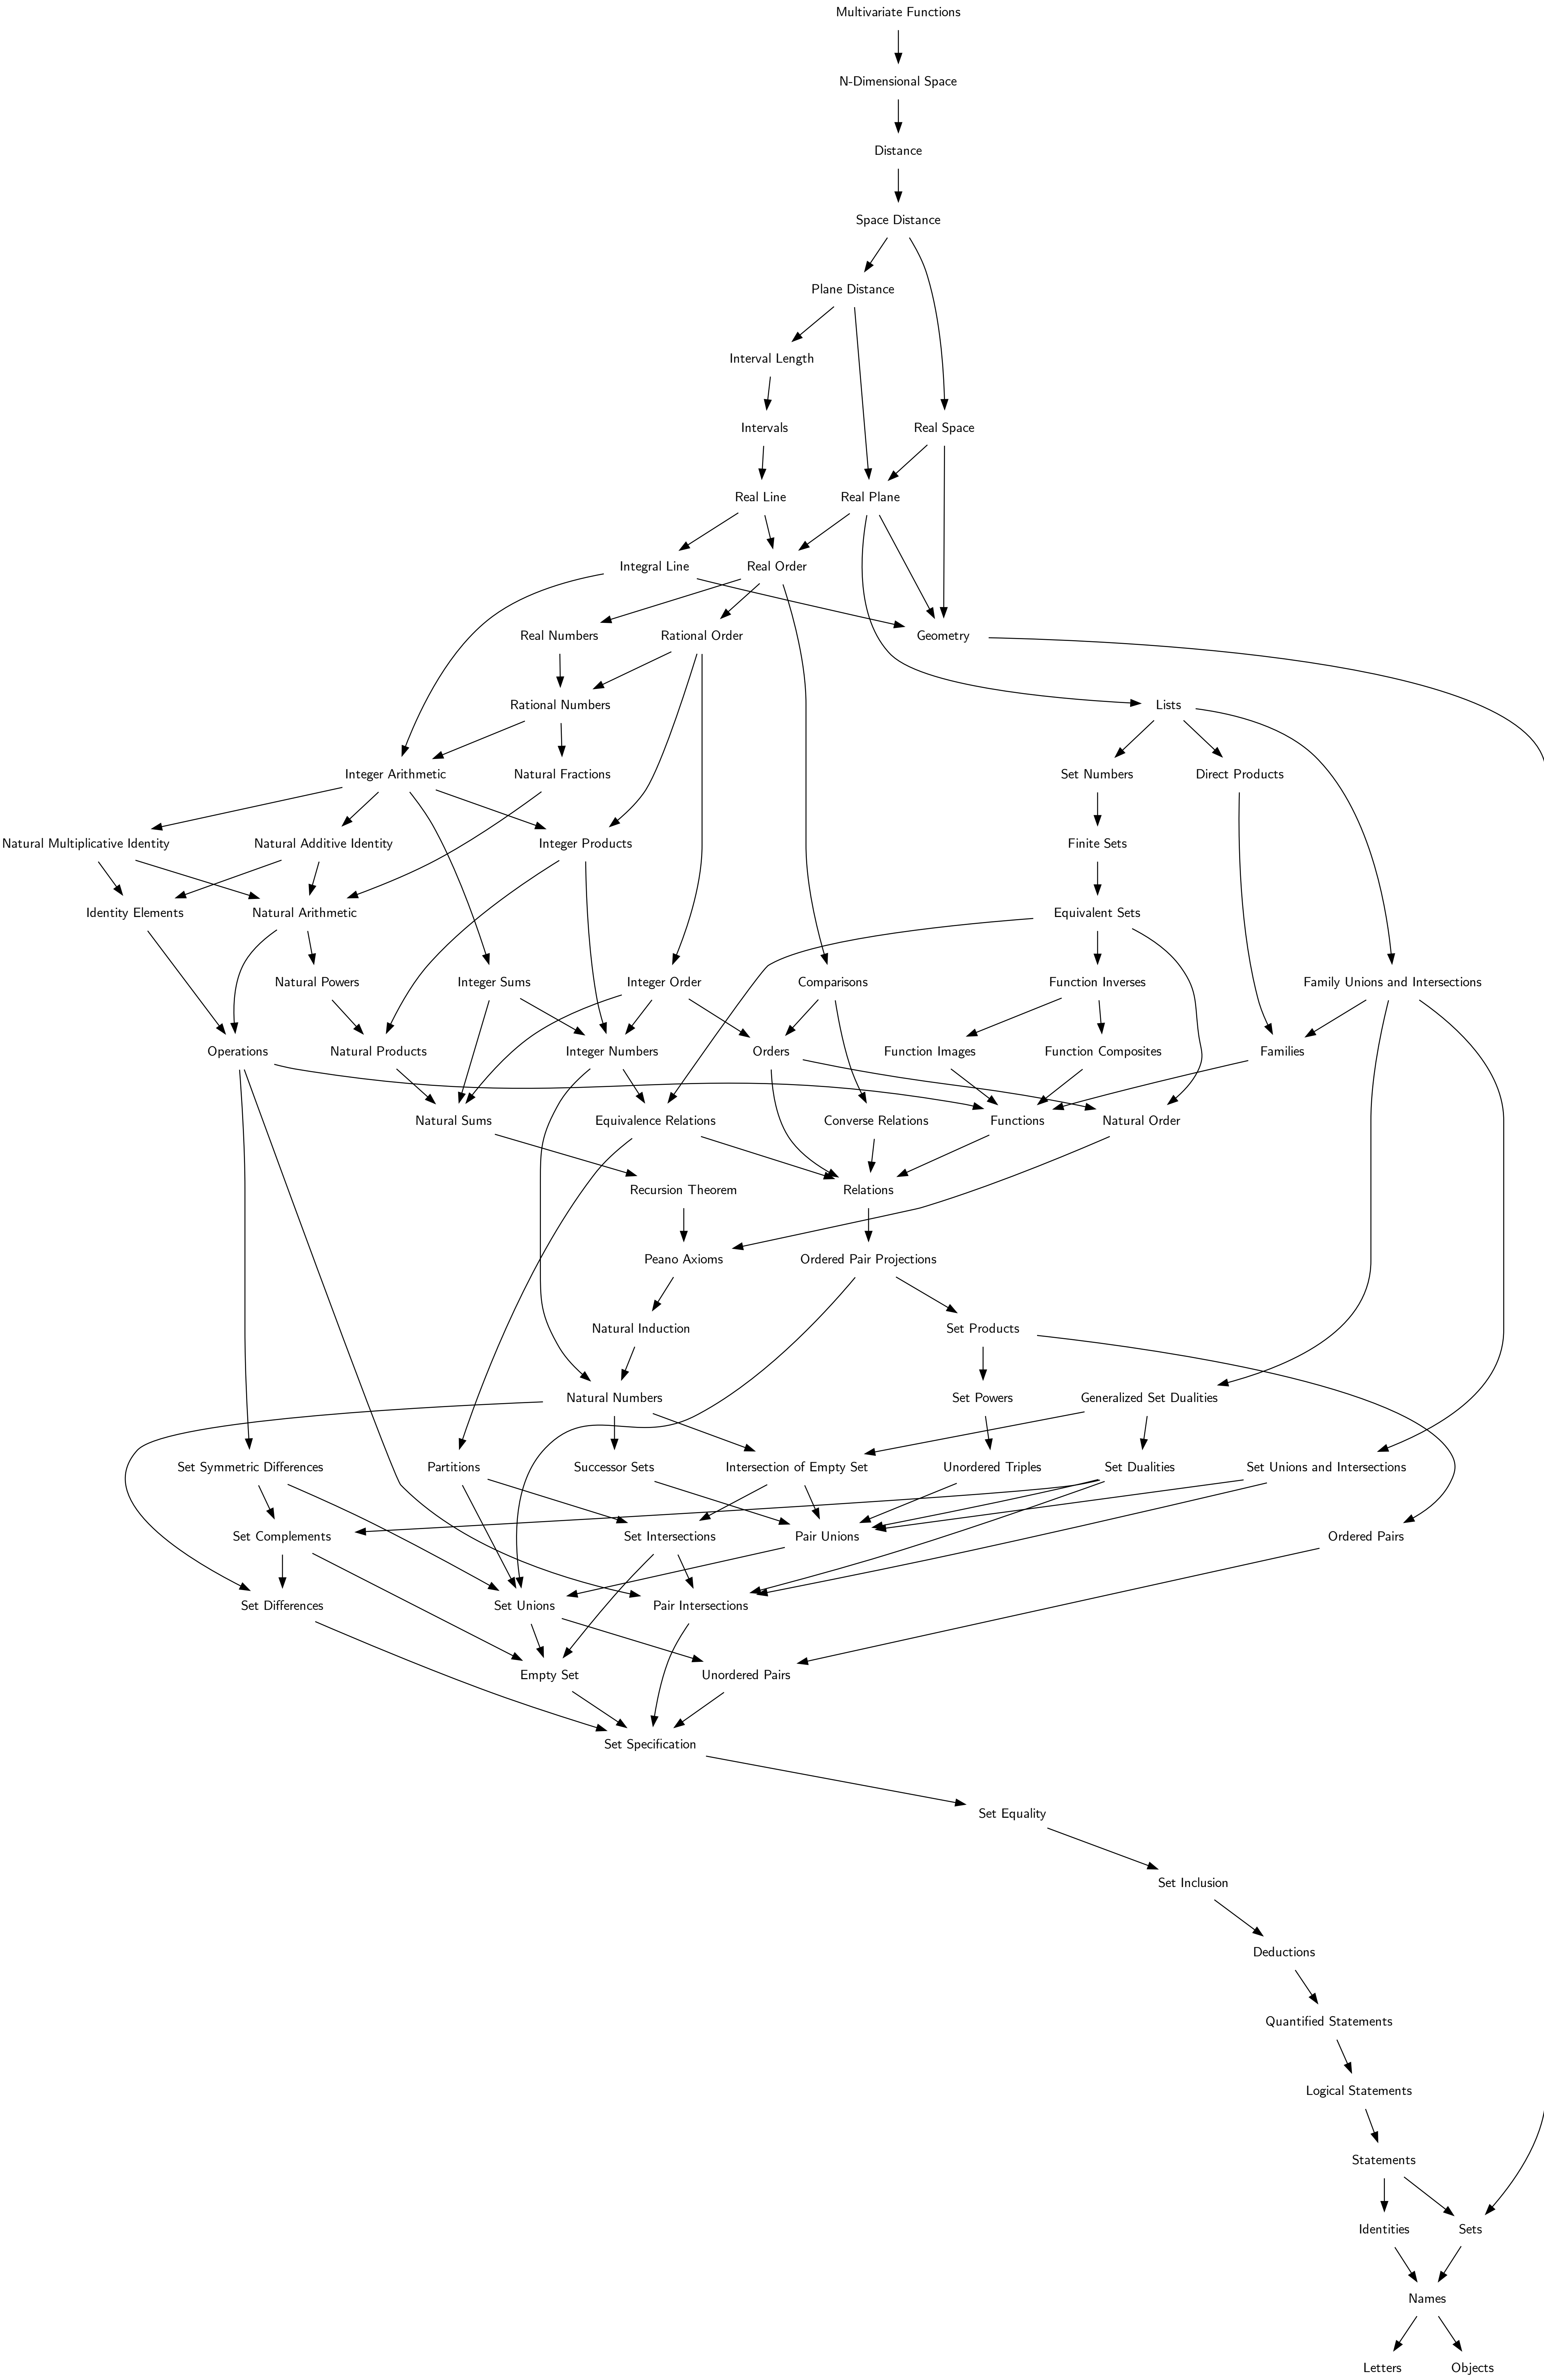 Multivariate Functions
N-Dimensional Space
Distance
Space Distance
Plane Distance
Interval Length
Intervals
Real Space
Real Line
Real Plane
Integral Line
Real Order
Real Numbers
Rational Order
Geometry
Rational Numbers
Lists
Integer Arithmetic
Natural Fractions
Set Numbers
Direct Products
Natural Multiplicative Identity
Natural Additive Identity
Integer Products
Finite Sets
Identity Elements
Natural Arithmetic
Equivalent Sets
Natural Powers
Integer Sums
Integer Order
Comparisons
Function Inverses
Family Unions and Intersections
Operations
Natural Products
Integer Numbers
Orders
Function Images
Function Composites
Families
Natural Sums
Equivalence Relations
Converse Relations
Functions
Natural Order
Recursion Theorem
Relations
Peano Axioms
Ordered Pair Projections
Natural Induction
Set Products
Natural Numbers
Set Powers
Generalized Set Dualities
Set Symmetric Differences
Partitions
Successor Sets
Intersection of Empty Set
Unordered Triples
Set Dualities
Set Unions and Intersections
Set Complements
Set Intersections
Pair Unions
Ordered Pairs
Set Differences
Set Unions
Pair Intersections
Empty Set
Unordered Pairs
Set Specification
Set Equality
Set Inclusion
Deductions
Quantified Statements
Logical Statements
Statements
Identities
Sets
Names
Letters
Objects